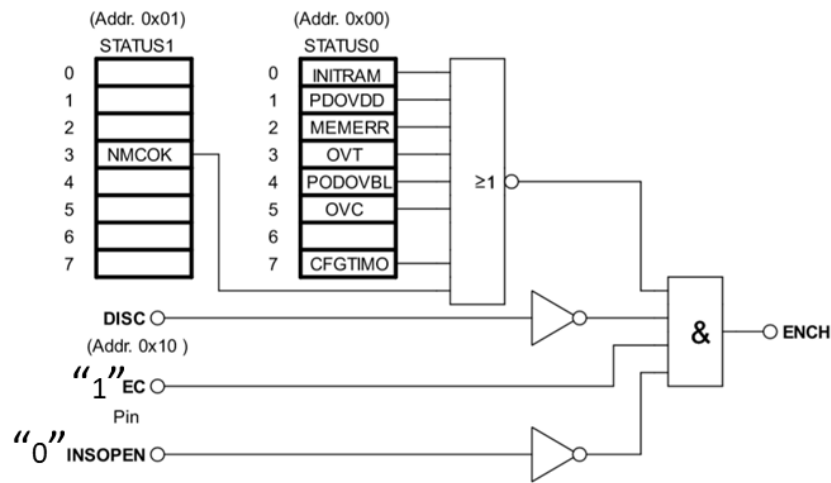 (Addr. 0x01) (Addr. 0x00)
STATUS1 STATUS0
0 0 INITRAM
1 1 PDOVDD
2 2 MEMERR
3 NMCOK 3 OVT
4 4 PODOVBL ≥1
5 5 OVC
6 6
7 7 CFGTIMO
DISC
& ENCH
(Addr. 0x10 )
“1” EC
Pin
“0” INSOPEN